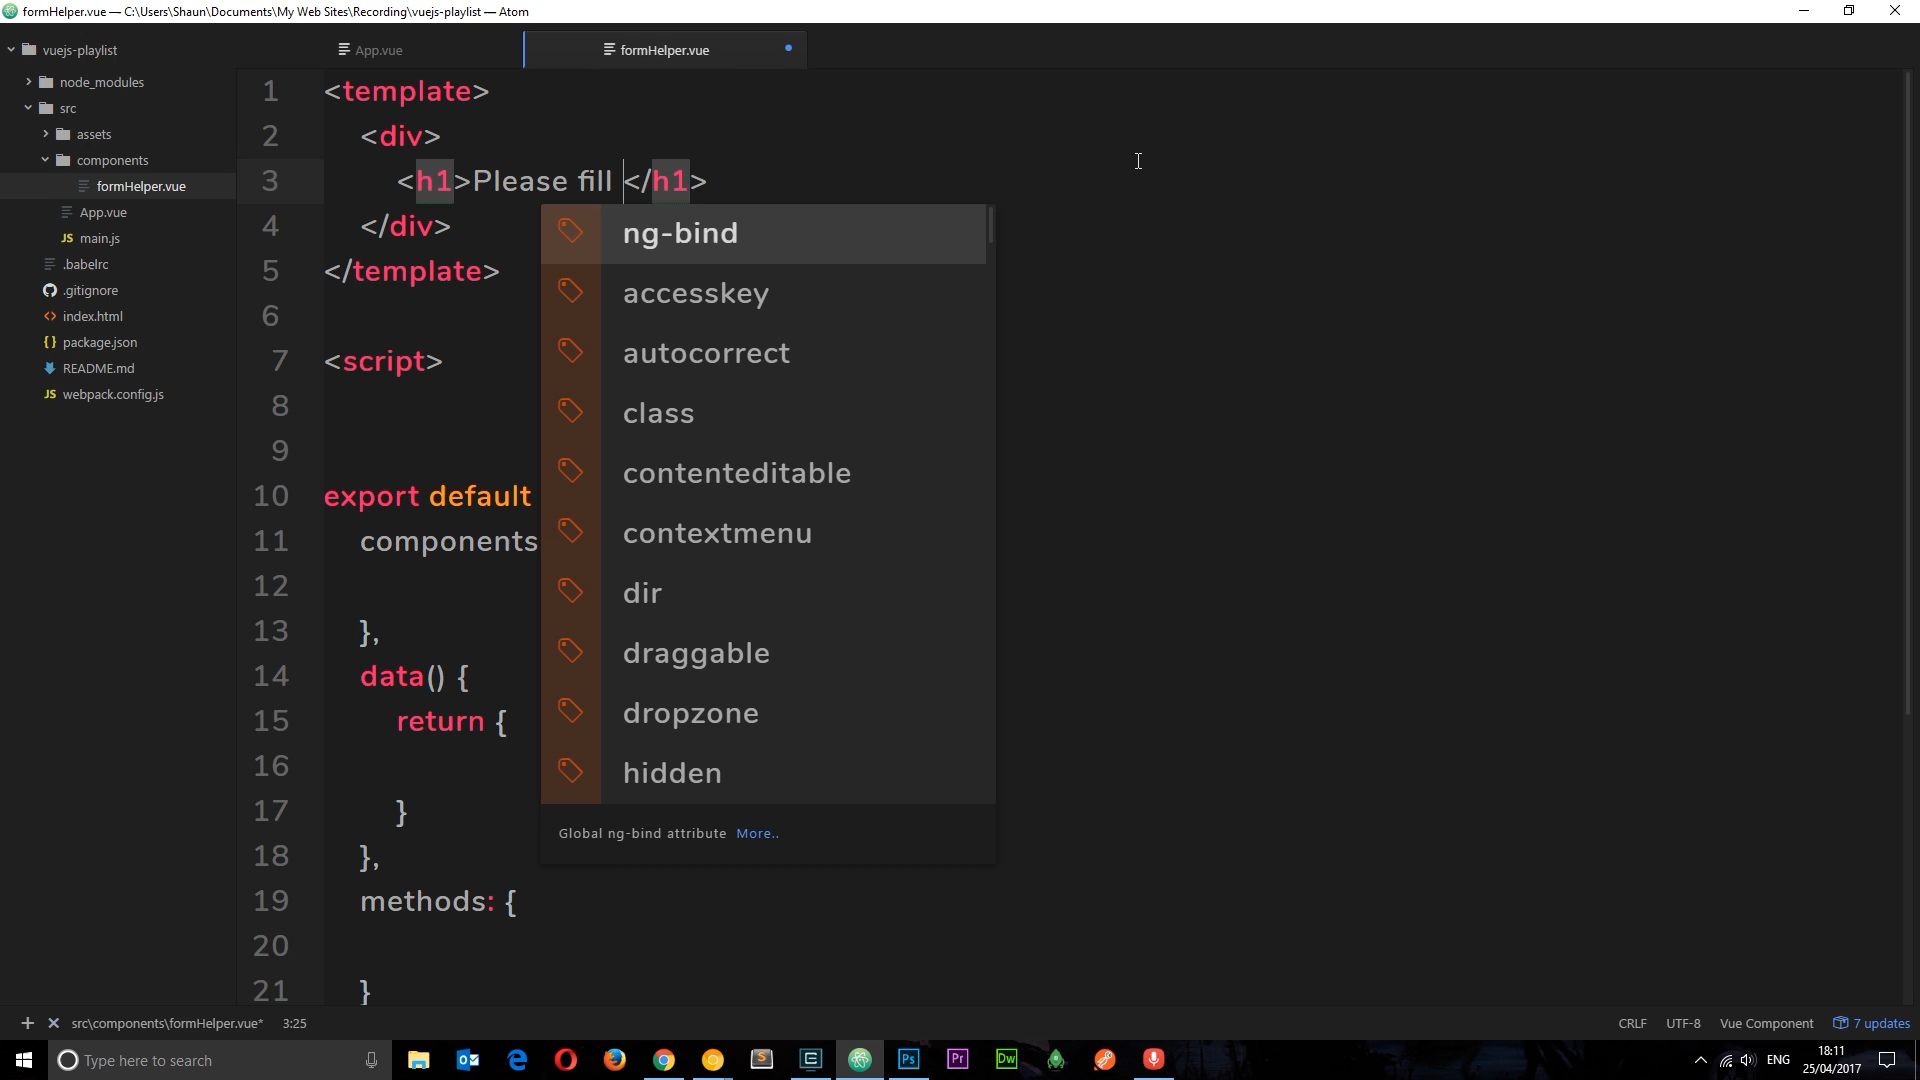 formHelper.vue — C:\Users\Shaun\Documents\My Web Sites\Recording\vuejs-playlist — Atom
vuejs-playlist
App.vue
formHelper.vue
node_modules
src
assets
components
formHelper.vue
App.vue
JS main.js
.babelrc
.gitignore
<> index.html
{} package.json
README.md
JS webpack.config.js
1 <template>
2 <div>
3 <h1>Please fill </h1>
4 </div>
5 </template>
6
7 <script>
8
9
10 export default
11 components
12
13 },
14 data() {
15 return {
16
17 }
18 },
19 methods: {
20
21 }
ng-bind
accesskey
autocorrect
class
contenteditable
contextmenu
dir
draggable
dropzone
hidden
Global ng-bind attribute More..
src\components\formHelper.vue* 3:25
CRLF UTF-8 Vue Component 7 updates
Type here to search
Ps
Pr
Dw
ENG
18:11
25/04/2017